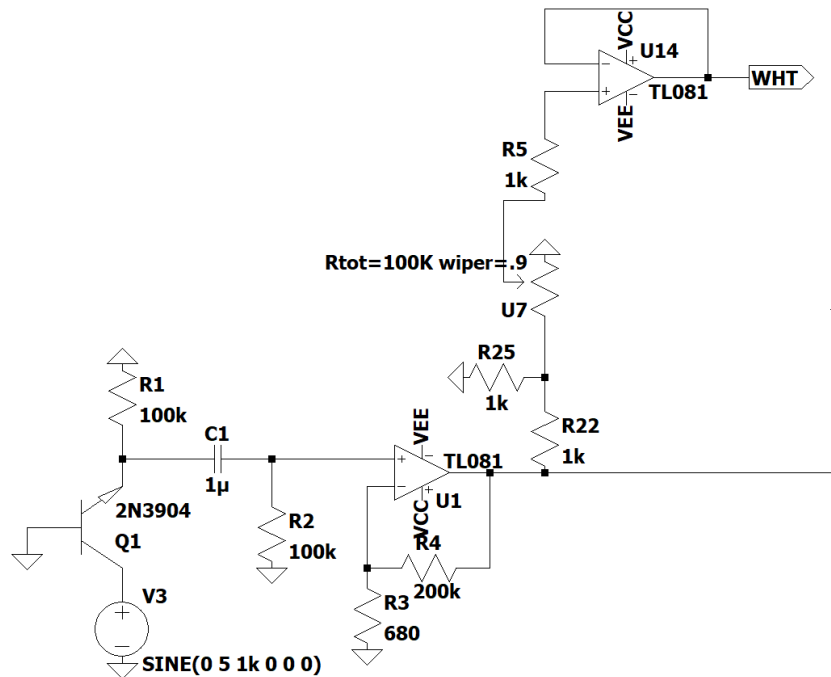 VCC
U14
TL081
WHT
VEE
R5
1k
Rtot=100K wiper=.9
U7
R25
1k
R1
100k
R22
1k
C1
1µ
VEE
TL081
U1
VCC
2N3904
Q1
R2
100k
R4
200k
V3
R3
680
SINE(0 5 1k 0 0 0)